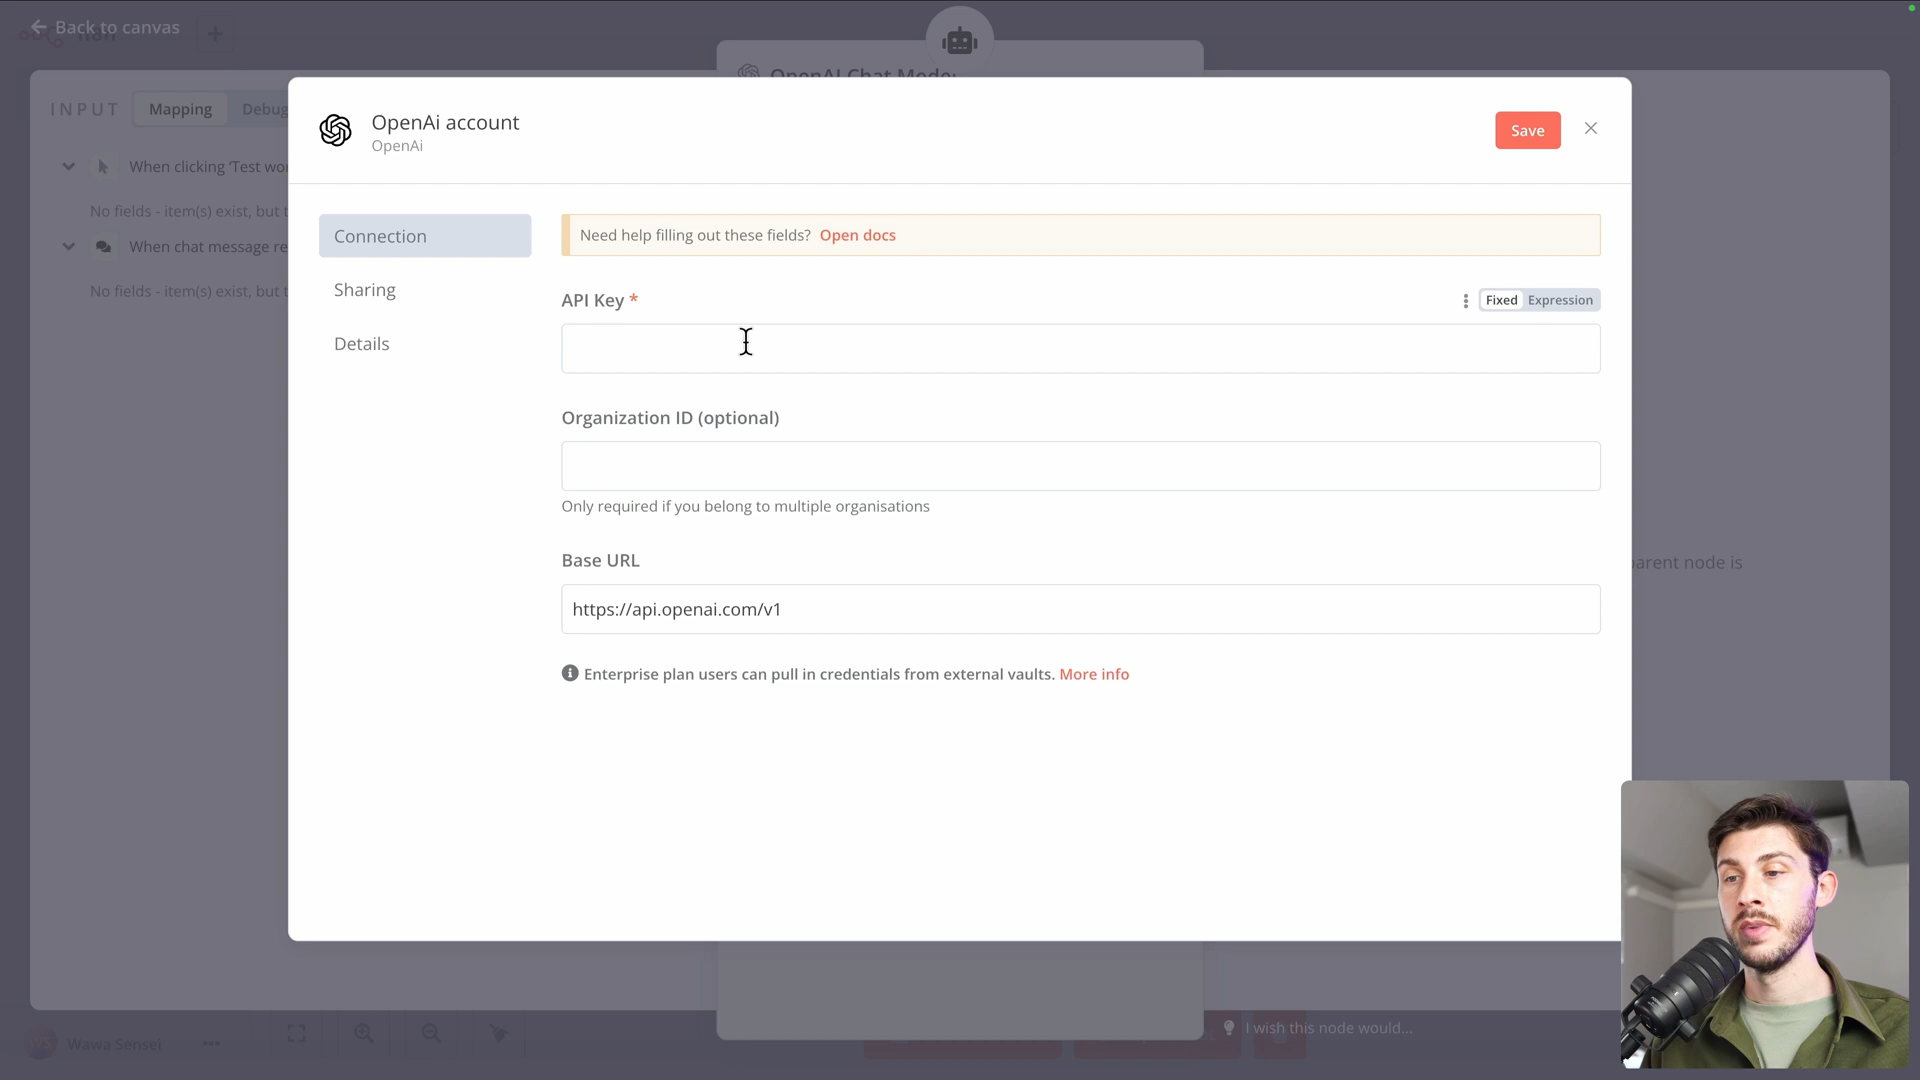 Back to canvas
OpenAI Chat Model
INPUT Mapping Debug
When clicking 'Test wor
No fields - item(s) exist, but t
When chat message re
No fields - item(s) exist, but t
OpenAi account
OpenAi
Save
Connection
Sharing
Details
Need help filling out these fields? Open docs
API Key *
Fixed Expression
Organization ID (optional)
Only required if you belong to multiple organisations
Base URL
https://api.openai.com/v1
Enterprise plan users can pull in credentials from external vaults. More info
parent node is
I wish this node would...
Wawa Sensei